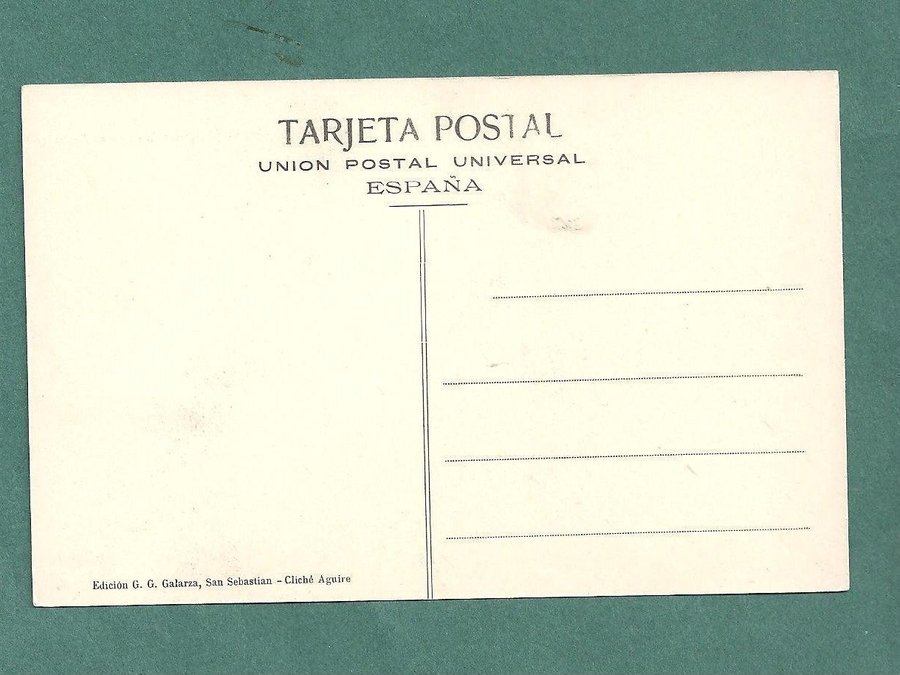 TARJETA POSTAL
UNION POSTAL UNIVERSAL
ESPAÑA
Edición G. G. Galarza, San Sebastian - Cliché Aguire